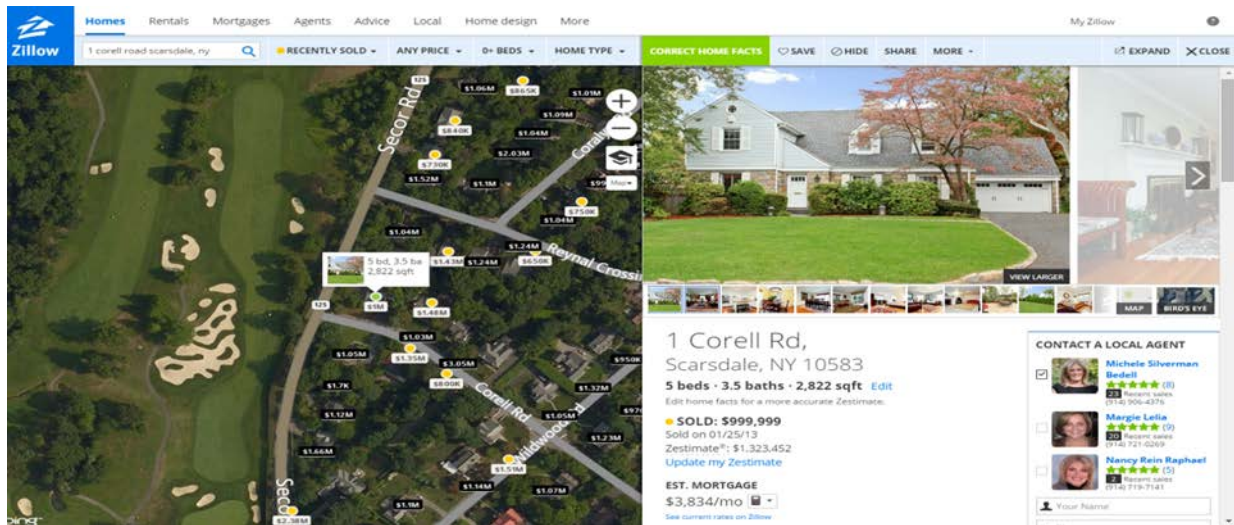 Homes Rentals Mortgages Agents Advice Local Home design More My Zillow ?
Zillow
1 corell road scarsdale, ny RECENTLY SOLD ANY PRICE 0+ BEDS HOME TYPE CORRECT HOME FACTS SAVE HIDE SHARE MORE EXPAND CLOSE
125
$1.06M $865K $1.01M
Secor Rd
$1.09M
$840K $1.04M
$2.03M Coraly
$730K
$1.52M $1.1M $99 Map
$750K
$1.04M
$1.04M
$1.24M
Reynal Crossin
$1.43M $1.24M $650K
5 bd, 3.5 ba
2,822 sqft
125 $1M $1.48M
$1.03M
$1.05M $1.35M $3.05M $950K
$1.7K $800K $1.32M
Corell Rd
$1.12M $1.05M $97
Wildwood Rd
$1.23M
$1.66M
$1.51M
$1.14M $1.07M
Seco
$1.1M
$2.38M
bing
VIEW LARGER
MAP BIRD'S EYE
1 Corell Rd,
Scarsdale, NY 10583
5 beds · 3.5 baths · 2,822 sqft Edit
Edit home facts for a more accurate Zestimate.
SOLD: $999,999
Sold on 01/25/13
Zestimate®: $1,323,452
Update my Zestimate
EST. MORTGAGE
$3,834/mo
See current rates on Zillow
CONTACT A LOCAL AGENT
Michele Silverman
Bedell
(8)
23 Recent sales
(914) 906-4376
Margie Lelia
(9)
20 Recent sales
(914) 721-0269
Nancy Rein Raphael
(5)
2 Recent sales
(914) 719-7141
Your Name